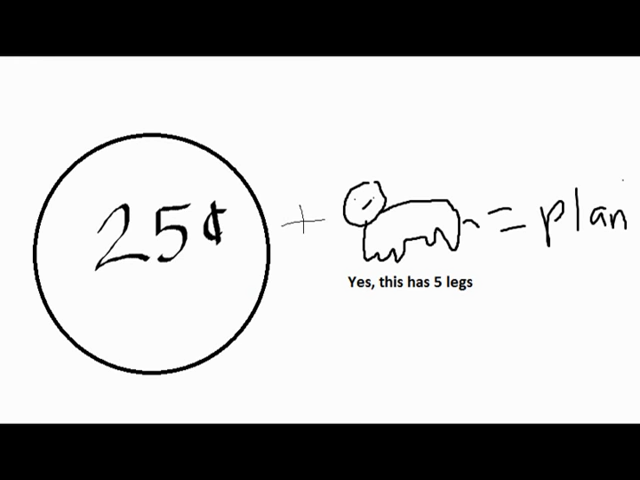 25¢ + = plan
Yes, this has 5 legs